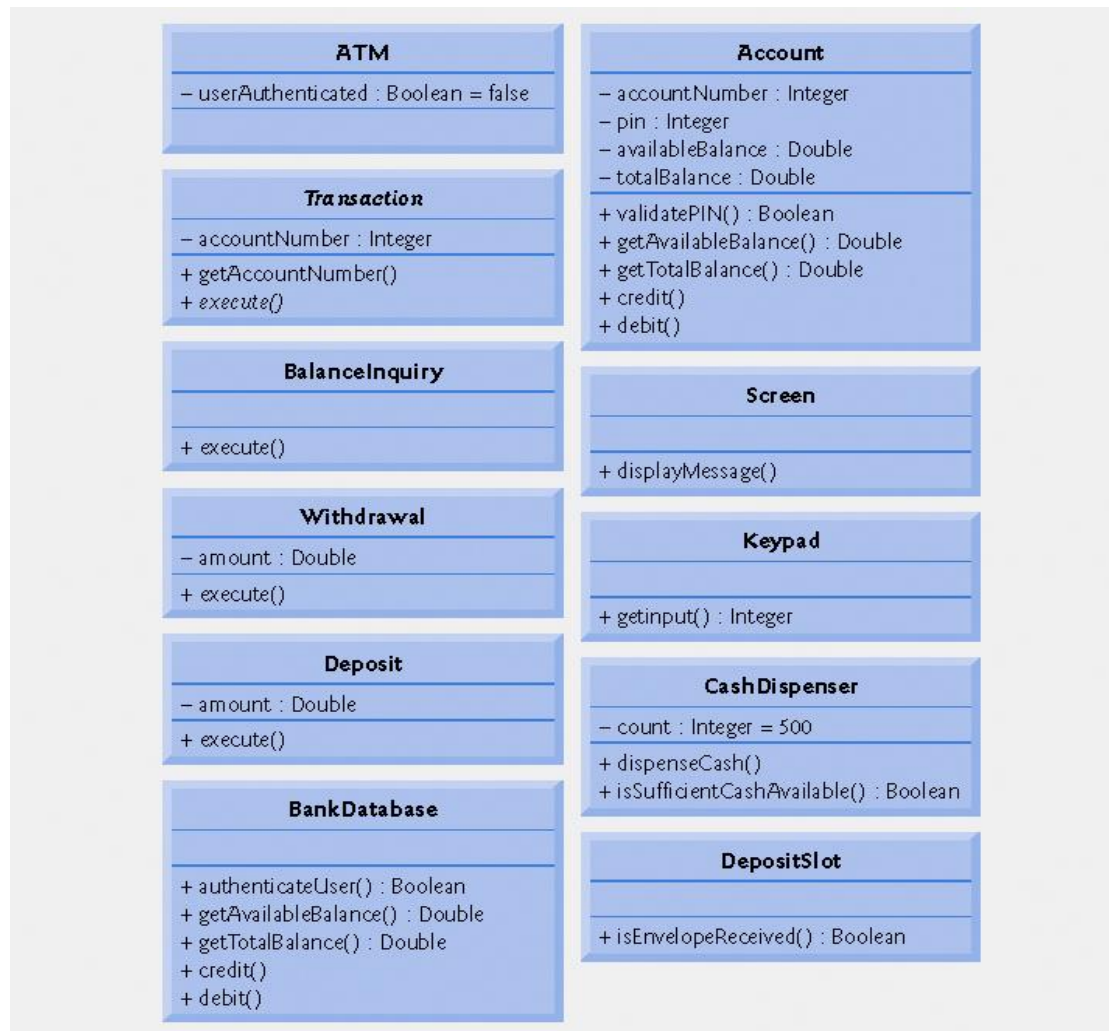 ATM
– userAuthenticated : Boolean = false
Transaction
– accountNumber : Integer
+ getAccountNumber()
+ execute()
BalanceInquiry
+ execute()
Withdrawal
– amount : Double
+ execute()
Deposit
– amount : Double
+ execute()
BankDatabase
+ authenticateUser() : Boolean
+ getAvailableBalance() : Double
+ getTotalBalance() : Double
+ credit()
+ debit()
Account
– accountNumber : Integer
– pin : Integer
– availableBalance : Double
– totalBalance : Double
+ validatePIN() : Boolean
+ getAvailableBalance() : Double
+ getTotalBalance() : Double
+ credit()
+ debit()
Screen
+ displayMessage()
Keypad
+ getinput() : Integer
CashDispenser
– count : Integer = 500
+ dispenseCash()
+ isSufficientCashAvailable() : Boolean
DepositSlot
+ isEnvelopeReceived() : Boolean